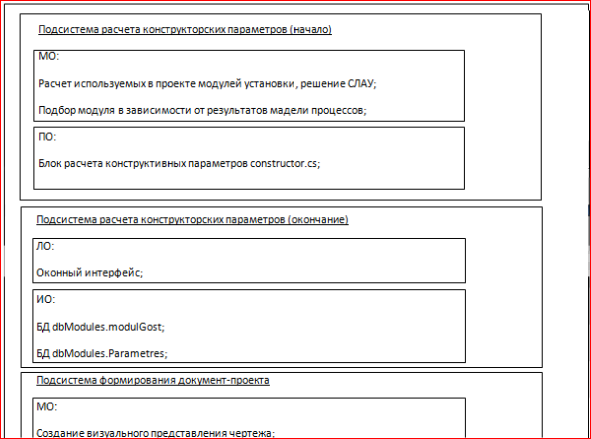 Подсистема расчета конструкторских параметров (начало)
МО:
Расчет используемых в проекте модулей установки, решение СЛАУ;
Подбор модуля в зависимости от результатов мадели процессов;
ПО:
Блок расчета конструктивных параметров constructor.cs;
Подсистема расчета конструкторских параметров (окончание)
ЛО:
Оконный интерфейс;
ИО:
БД dbModules.modulGost;
БД dbModules.Parametres;
Подсистема формирования документ-проекта
МО:
Создание визуального представления чертежа;